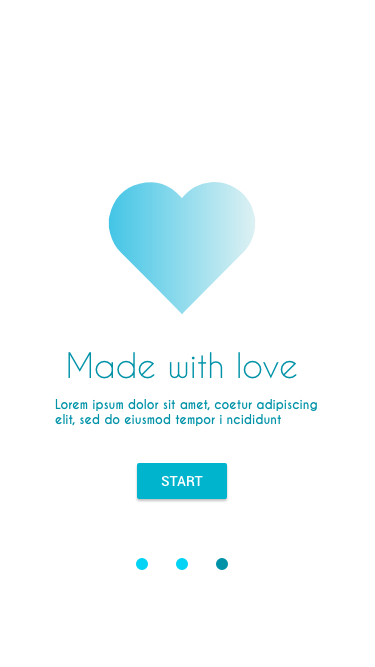 Made with love
Lorem ipsum dolor sit amet, coetur adipiscing
elit, sed do eiusmod tempor i ncididunt
START